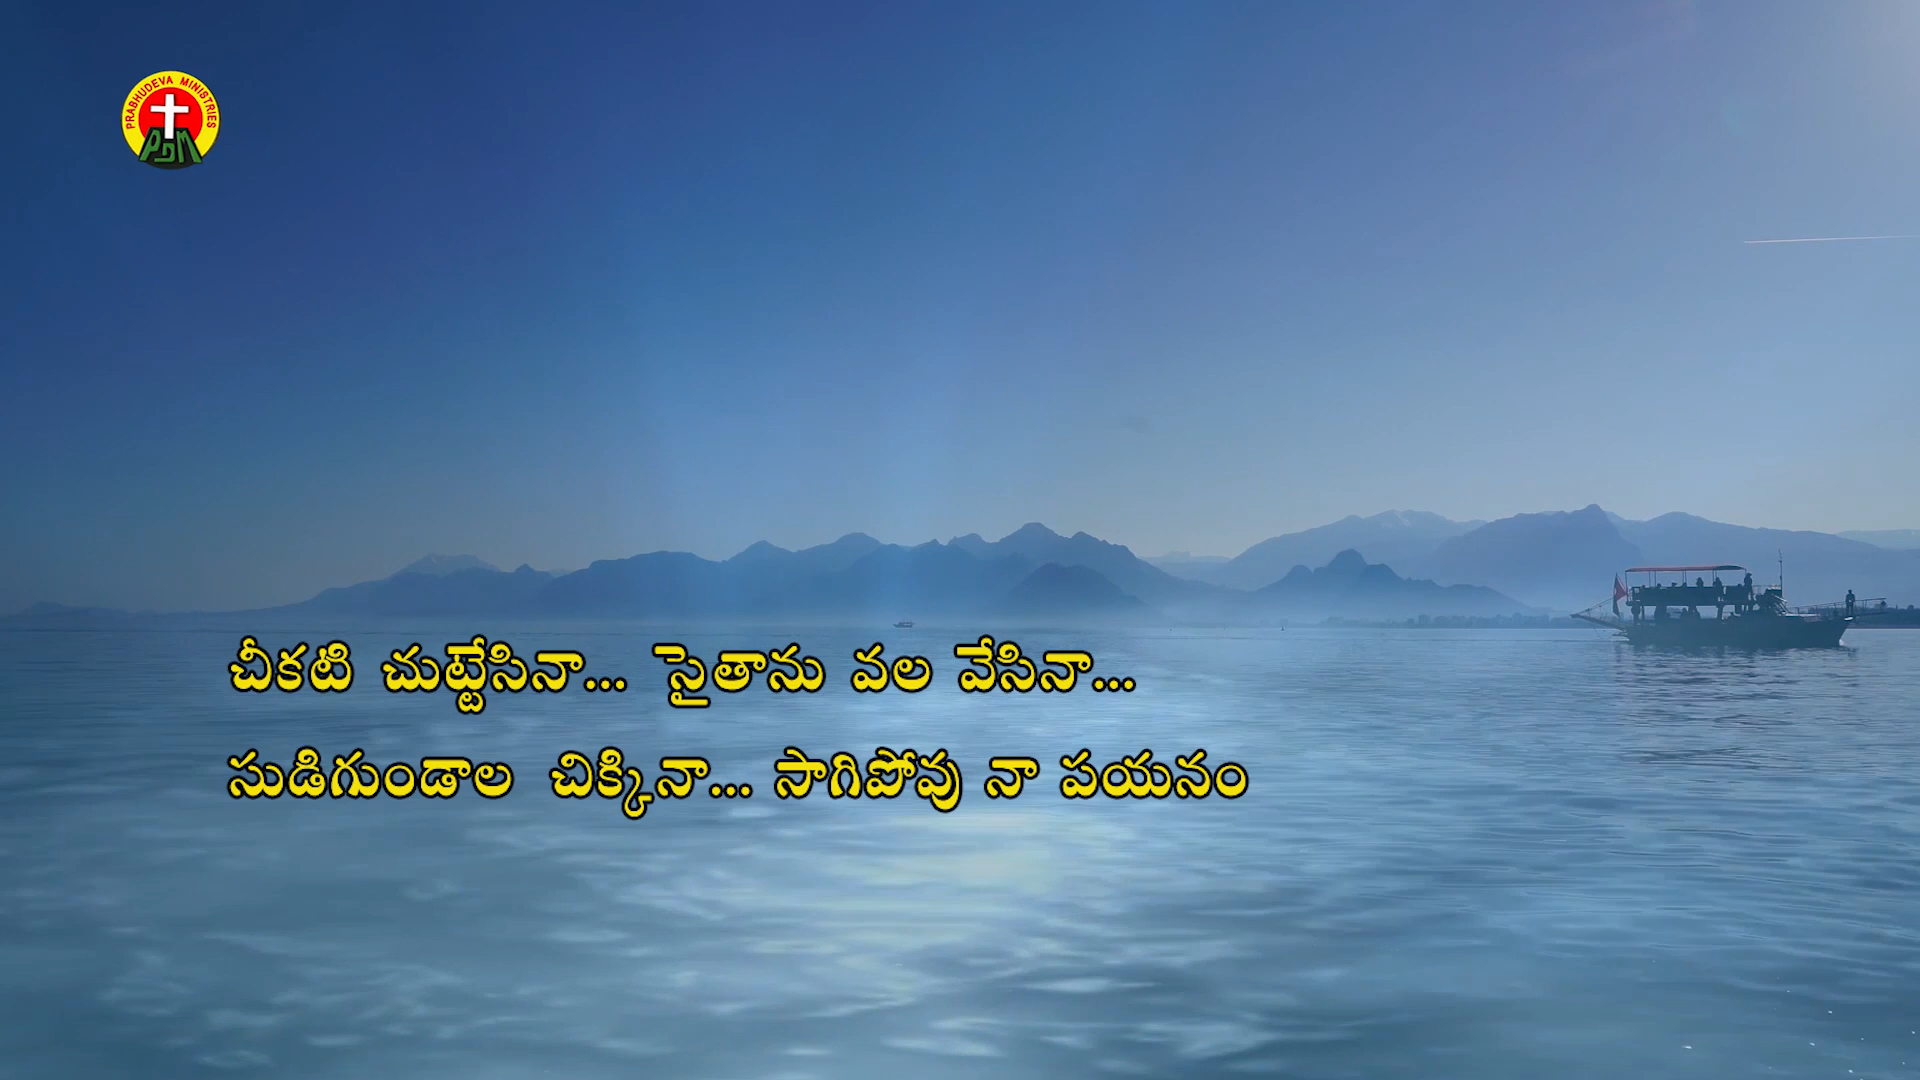 PRABHUDEVA MINISTRIES
PDM
చీకటి చుట్టేసినా... సైతాను వల వేసినా...
సుడిగుండాల చిక్కినా... సాగిపోవు నా పయనం